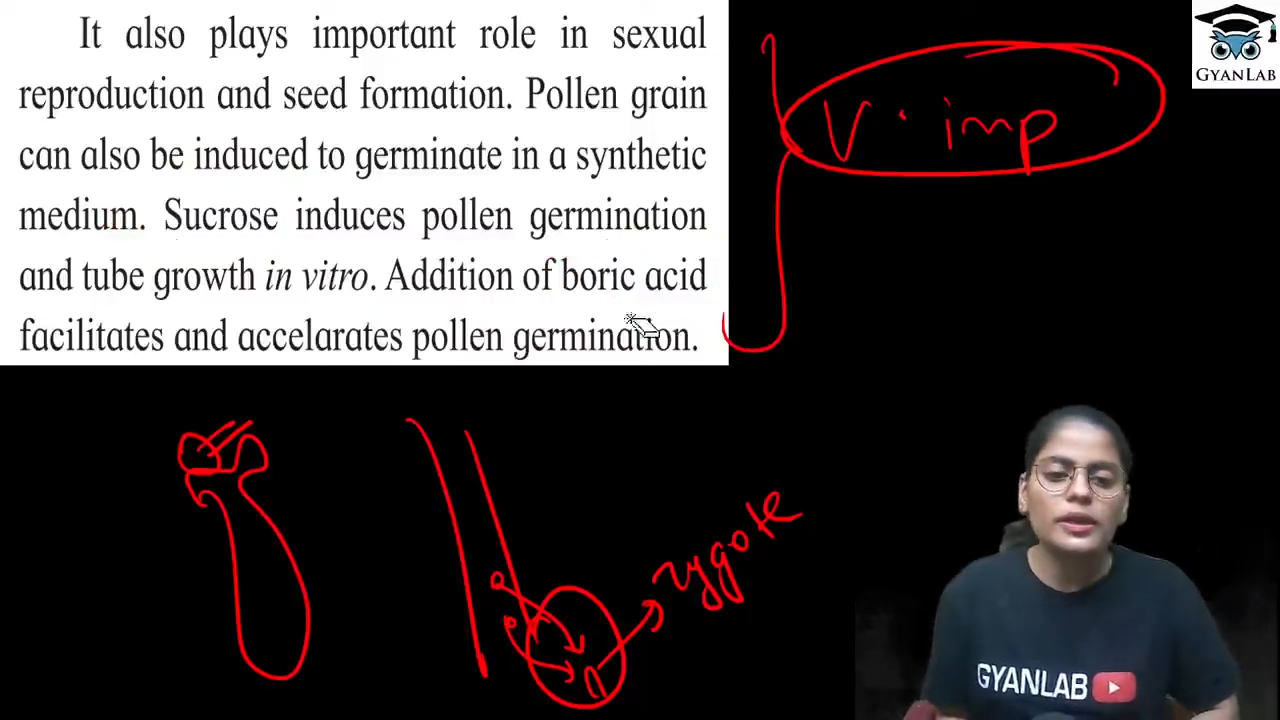 It also plays important role in sexual
reproduction and seed formation. Pollen grain
can also be induced to germinate in a synthetic
medium. Sucrose induces pollen germination
and tube growth in vitro. Addition of boric acid
facilitates and accelarates pollen germination.
V. imp
GYANLAB
zygote
GYANLAB